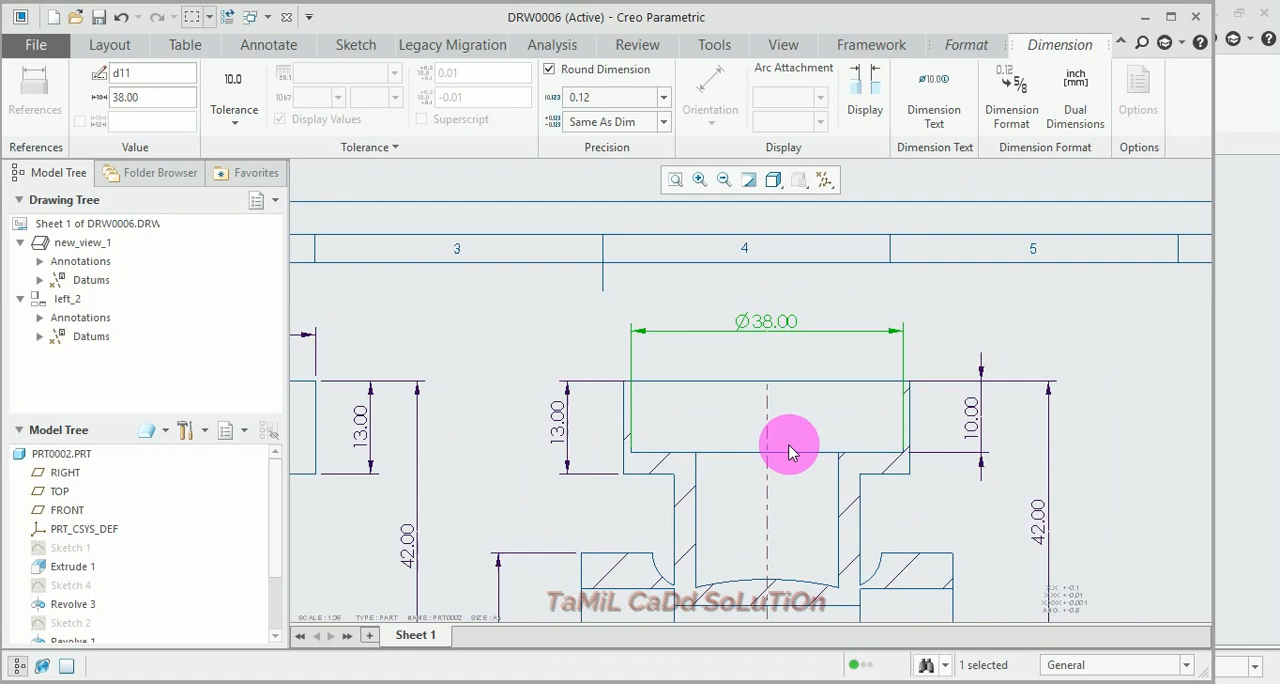 DRW0006 (Active) - Creo Parametric
File Layout Table Annotate Sketch Legacy Migration Analysis Review Tools View Framework Format Dimension
References
d11
38.00
10.0
Tolerance
Display Values
0.01
-0.01
Superscript
Round Dimension
0.12
Same As Dim
Orientation
Arc Attachment
Display
Dimension Text
Dimension Format
inch [mm]
Dual Dimensions
Options
References Value Tolerance Precision Display Dimension Text Dimension Format Options
Model Tree Folder Browser Favorites
Drawing Tree
Sheet 1 of DRW0006.DRW
new_view_1
Annotations
Datums
left_2
Annotations
Datums
Model Tree
PRT0002.PRT
RIGHT
TOP
FRONT
PRT_CSYS_DEF
Sketch 1
Extrude 1
Sketch 4
Revolve 3
Sketch 2
Revolve 1
3 4 5
Ø38.00
13.00
42.00
13.00
10.00
42.00
TaMiL CaDd SoLuTiOn
Sheet 1
1 selected
General